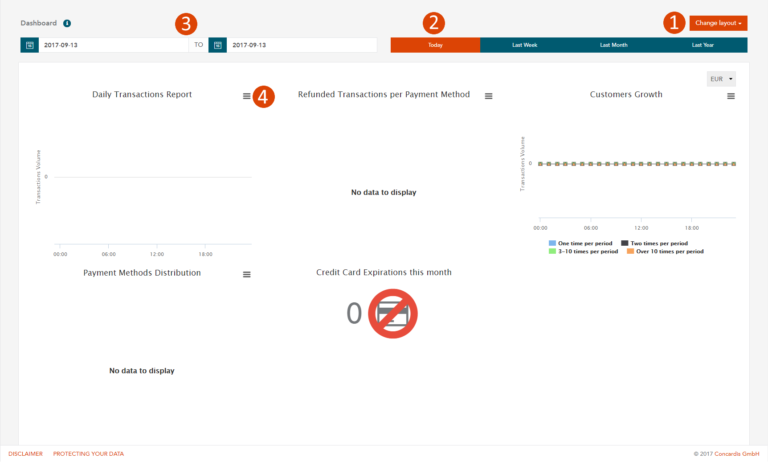 1
Dashboard i
3
2
Change layout
2017-09-13 TO 2017-09-13
Today Last Week Last Month Last Year
EUR
Daily Transactions Report
4
Refunded Transactions per Payment Method
Customers Growth
Transactions Volume
0
00:00 06:00 12:00 18:00
No data to display
Transactions Volume
0
00:00 06:00 12:00 18:00
One time per period Two times per period
3-10 times per period Over 10 times per period
Payment Methods Distribution
Credit Card Expirations this month
0
No data to display
DISCLAIMER PROTECTING YOUR DATA
© 2017 Concardis GmbH